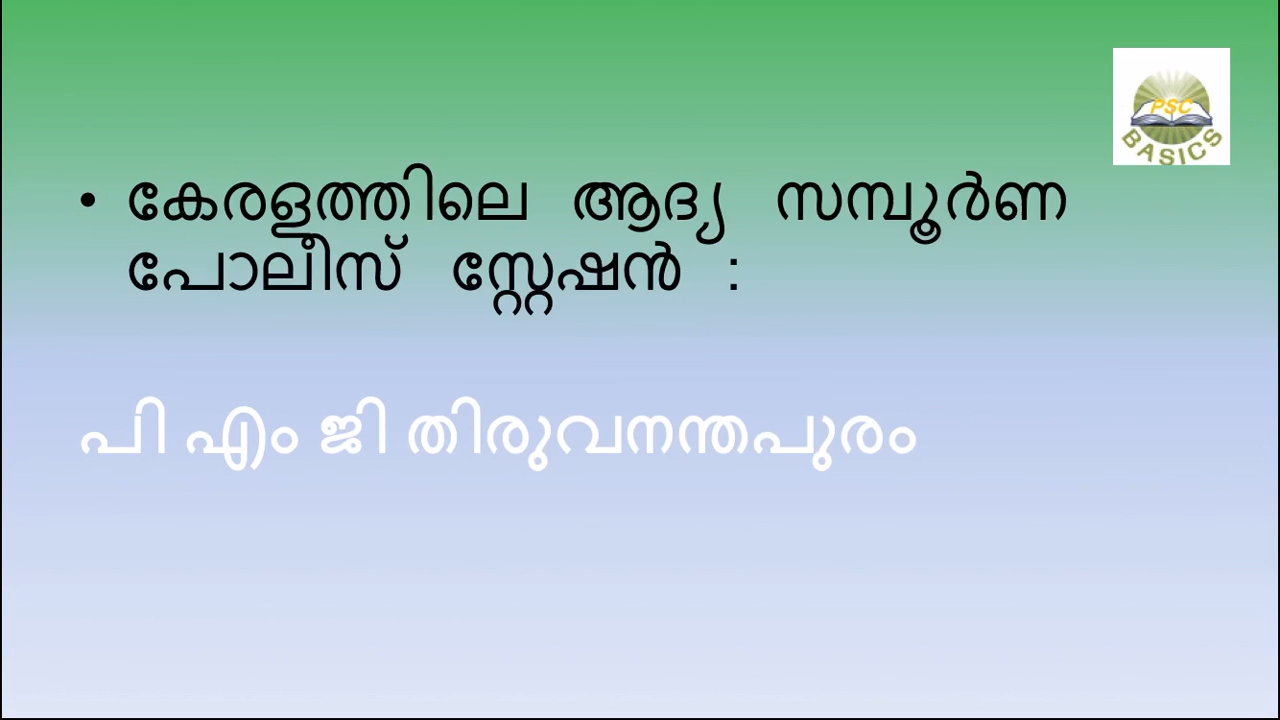 PSC
BASICS
• കേരളത്തിലെ ആദ്യ സമ്പൂർണ
പോലീസ് സ്റ്റേഷൻ :
പി എം ജി തിരുവനന്തപുരം